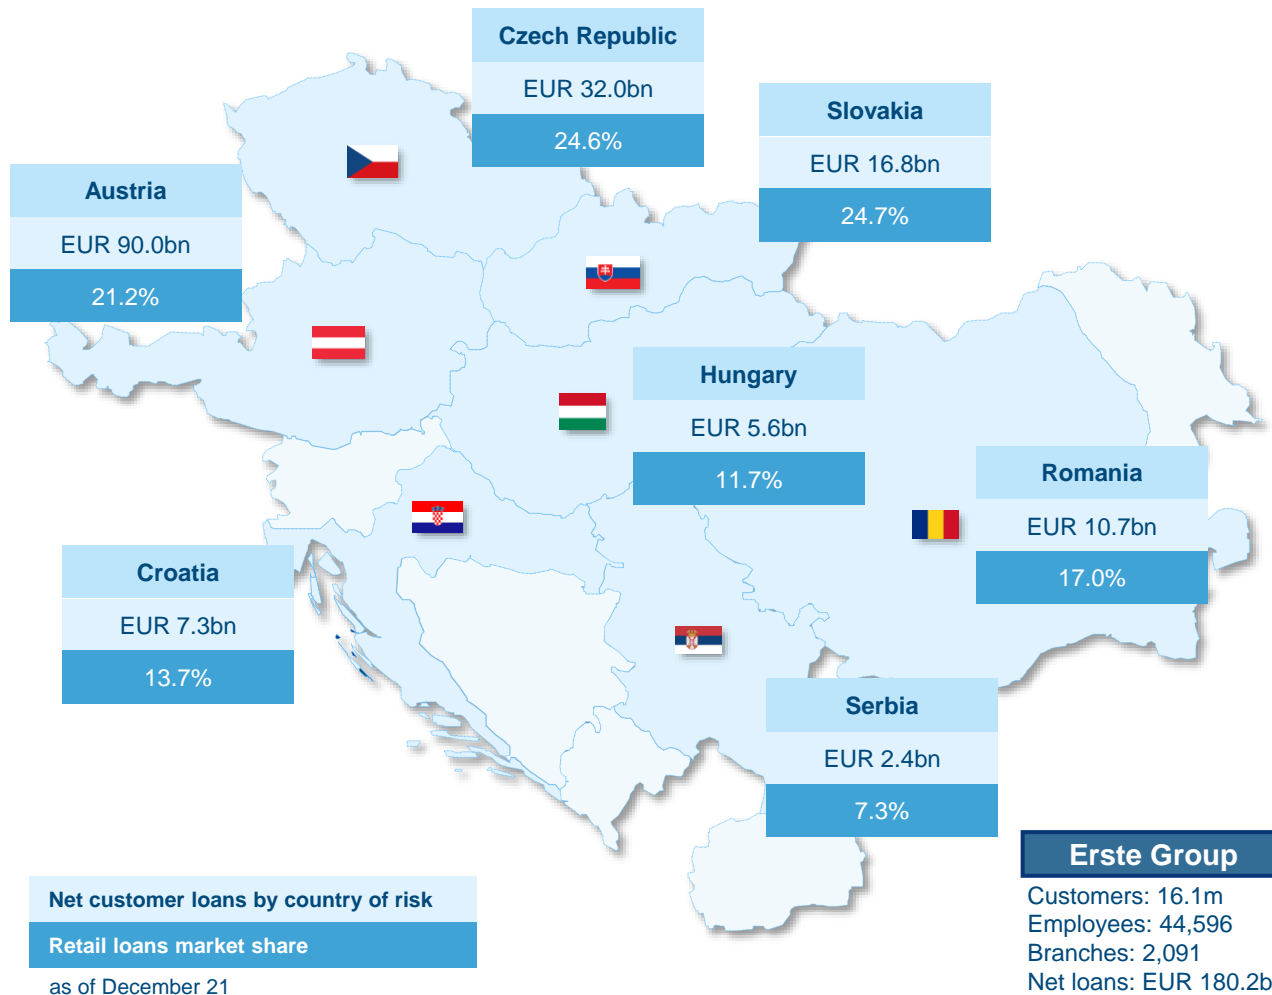 Czech Republic
EUR 32.0bn
24.6%
Slovakia
EUR 16.8bn
24.7%
Austria
EUR 90.0bn
21.2%
Hungary
EUR 5.6bn
11.7%
Romania
EUR 10.7bn
17.0%
Croatia
EUR 7.3bn
13.7%
Serbia
EUR 2.4bn
7.3%
Erste Group
Customers: 16.1m
Employees: 44,596
Branches: 2,091
Net loans: EUR 180.2b
Net customer loans by country of risk
Retail loans market share
as of December 21